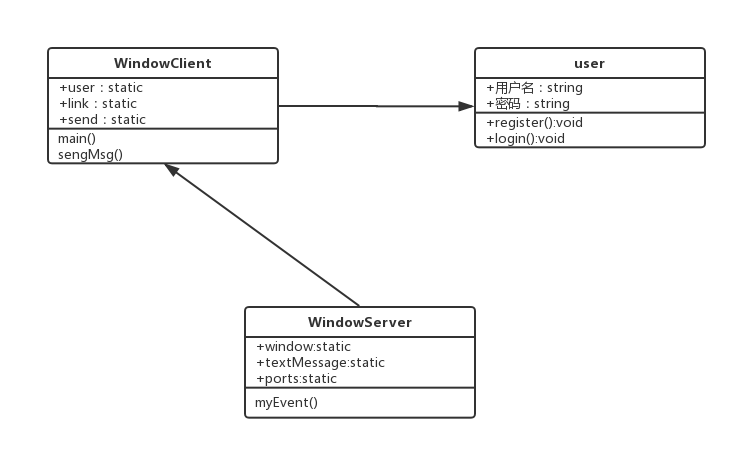 WindowClient
+user : static
+link : static
+send : static
main()
sengMsg()
user
+用户名 : string
+密码 : string
+register():void
+login():void
WindowServer
+window:static
+textMessage:static
+ports:static
myEvent()